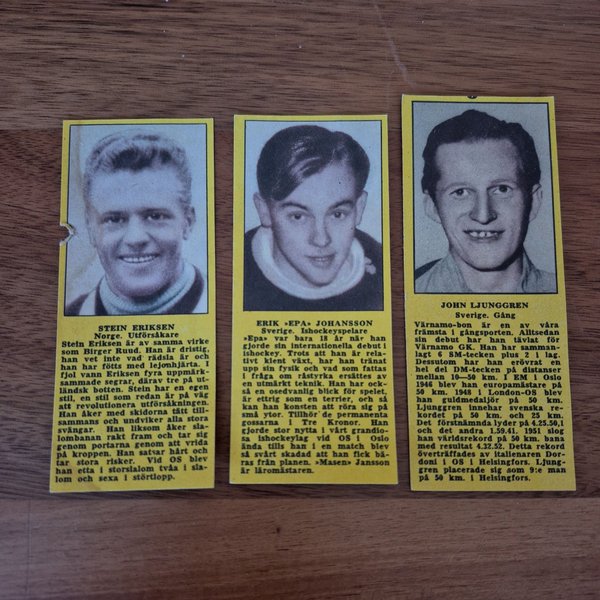 STEIN ERIKSEN
Norge. Utförsåkare
Stein Eriksen är av samma virke
som Birger Ruud. Han är dristig,
han vet inte vad rädsla är och
han har flöts med lejonhjärta. I
fjol vann Eriksen fyra uppmärk-
sammade segrar, därav tre på ut-
ländsk botten. Stein har en egen
stil, en stil som redan är på väg
att revolutionera utförsåkningen.
Han åker med skidorna tätt till-
sammans och undviker alla stora
svängar. Han liksom åker sla-
lombanan rakt fram och tar sig
genom portarna genom att vrida
på kroppen. Han satsar hårt och
tar stora risker. Vid OS blev
han etta i storslalom tvåa i sla-
lom och sexa i störtlopp.
ERIK »EPA» JOHANSSON
Sverige. Ishockeyspelare
»Epa» var bara 18 år när han
gjorde sin internationella debut i
ishockey. Trots att han är rela-
tivt klent växt, har han tränat
upp sin fysik och vad som fattas
i fråga om råstyrka ersättes av
en utmärkt teknik. Han har ock-
så en osedvanlig blick för spelet,
är ettrig som en terrier, och så
kan han konsten att röra sig på
små ytor. Tillhör de permanenta
gossarna i Tre Kronor. Han
gjorde stor nytta i vårt grandio-
sa ishockeylag vid OS i Oslo
ända tills han i en match blev
så svårt skadad att han fick bä-
ras från planen. »Masen» Jansson
är läromästaren.
JOHN LJUNGGREN
Sverige. Gång
Värnamo-bon är en av våra
främsta i gångsporten. Alltsedan
sin debut har han tävlat för
Värnamo GK. Han har samman-
lagt 6 SM-tecken plus 2 i lag.
Dessutom har han erövrat en
hel del DM-tecken på distanser
mellan 10—50 km. I EM i Oslo
1946 blev han europamästare på
50 km. 1948 i London-OS blev
han guldmedaljör på 50 km.
Ljunggren innehar svenska re-
kordet på 50 km. och 25 km.
Det förstnämnda lyder på 4.25.50,1
och det andra 1.59.41. 1951 slog
han världsrekord på 50 km. bana
med resultat 4.32.52. Detta rekord
överträffades av italienaren Dor-
doni i OS i Helsingfors. Ljung-
gren placerade sig som 9:e man
på 50 km. i Helsingfors.